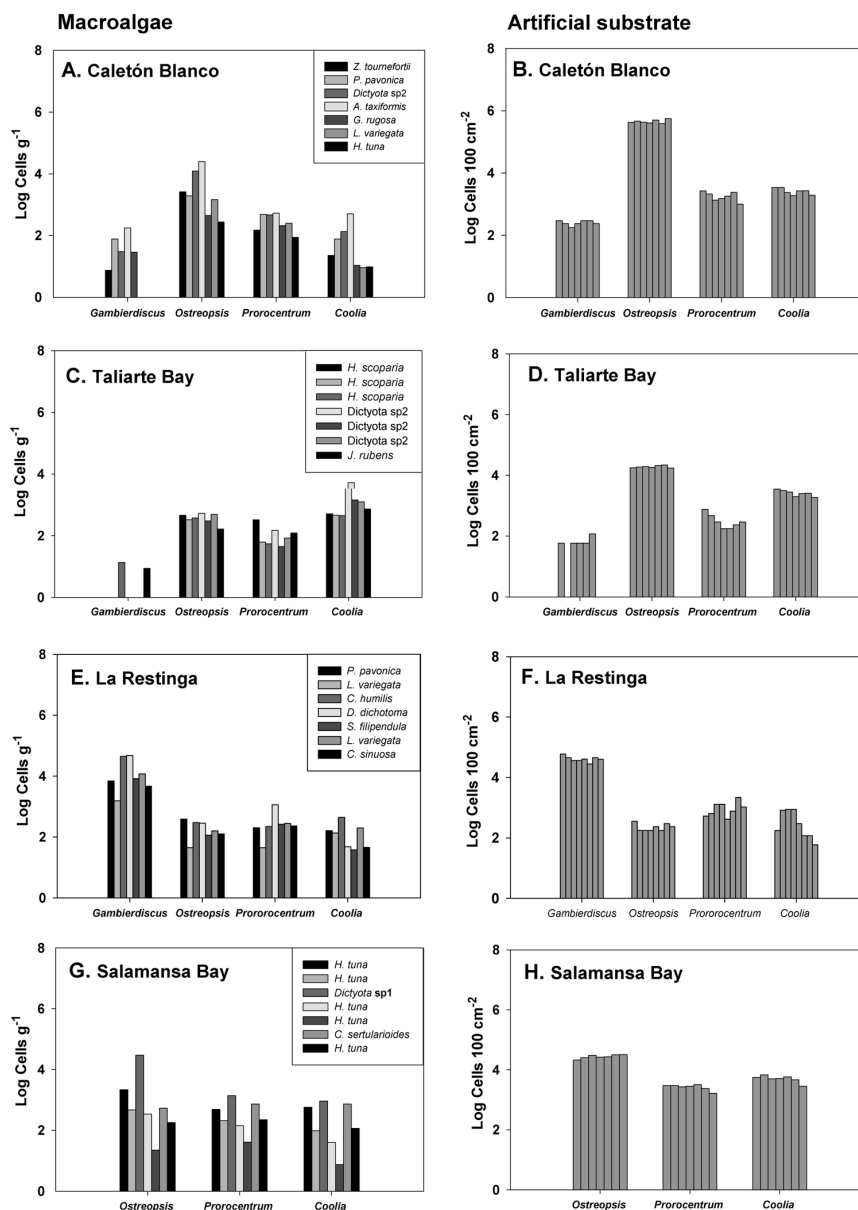 Macroalgae
Artificial substrate
A. Caletón Blanco
Log Cells g-1
8
6
4
2
0
Z. tournefortii
P. pavonica
Dictyota sp2
A. taxiformis
G. rugosa
L. variegata
H. tuna
Gambierdiscus Ostreopsis Prorocentrum Coolia
B. Caletón Blanco
Log Cells 100 cm-2
8
6
4
2
0
Gambierdiscus Ostreopsis Prorocentrum Coolia
C. Taliarte Bay
Log Cells g-1
8
6
4
2
0
H. scoparia
H. scoparia
H. scoparia
Dictyota sp2
Dictyota sp2
Dictyota sp2
J. rubens
Gambierdiscus Ostreopsis Prorocentrum Coolia
D. Taliarte Bay
Log Cells 100 cm-2
8
6
4
2
0
Gambierdiscus Ostreopsis Prorocentrum Coolia
E. La Restinga
Log Cells g-1
8
6
4
2
0
P. pavonica
L. variegata
C. humilis
D. dichotoma
S. filipendula
L. variegata
C. sinuosa
Gambierdiscus Ostreopsis Prororocentrum Coolia
F. La Restinga
Log Cells 100 cm-2
8
6
4
2
0
Gambierdiscus Ostreopsis Prororocentrum Coolia
G. Salamansa Bay
Log Cells g-1
8
6
4
2
0
H. tuna
H. tuna
Dictyota sp1
H. tuna
H. tuna
C. sertularioides
H. tuna
Ostreopsis Prorocentrum Coolia
H. Salamansa Bay
Log Cells 100 cm-2
8
6
4
2
0
Ostreopsis Prorocentrum Coolia